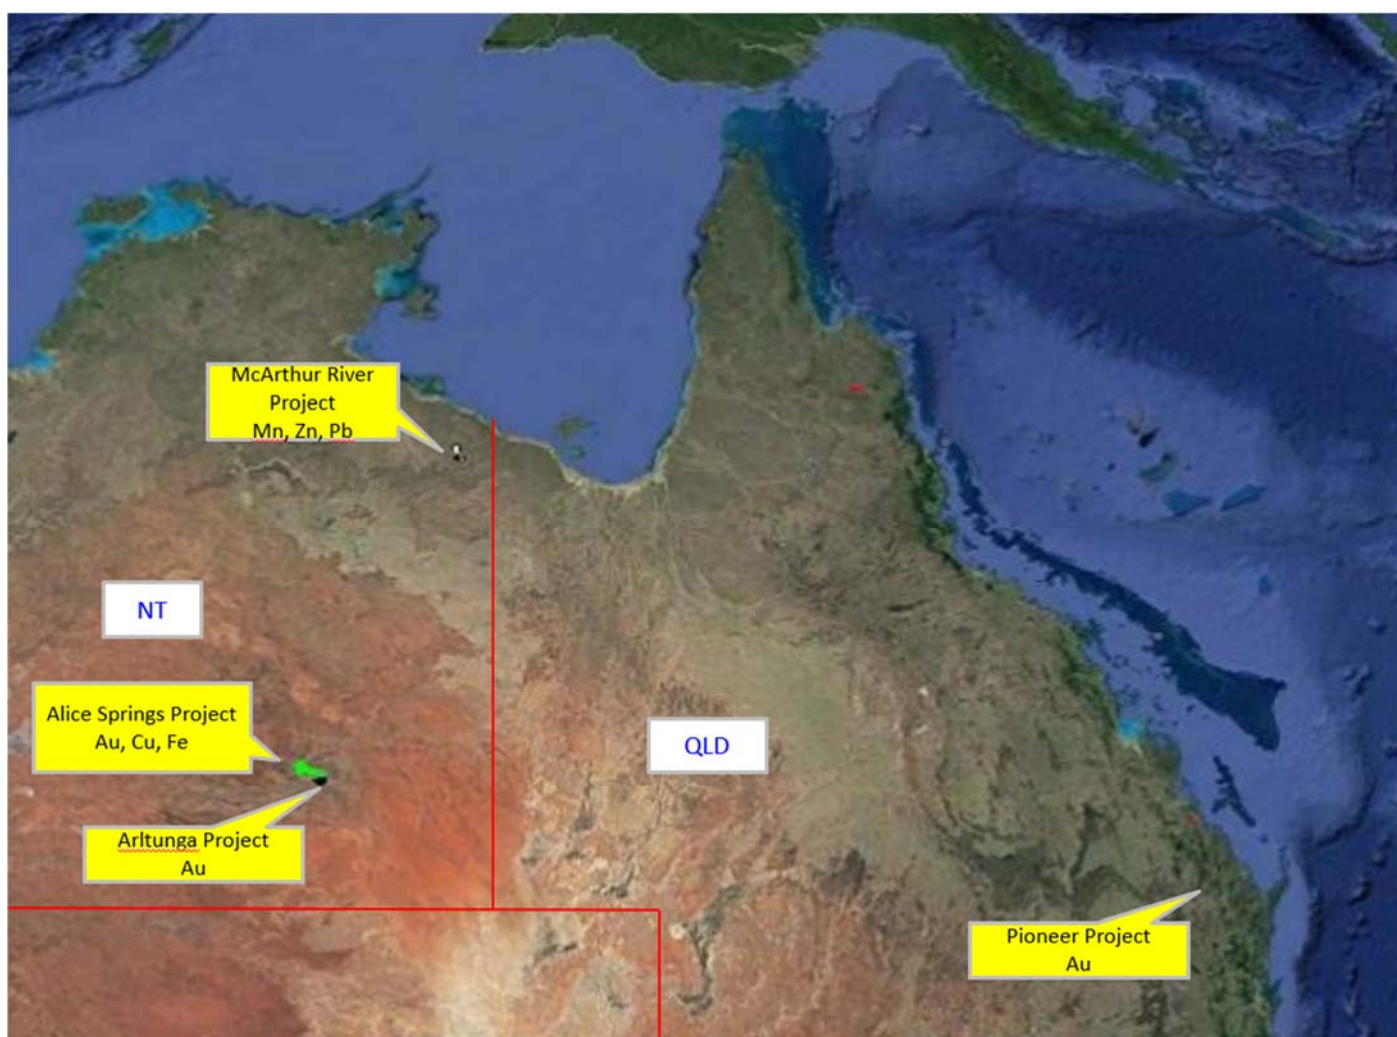 McArthur River
Project
Mn, Zn, Pb
NT
Alice Springs Project
Au, Cu, Fe
QLD
Arltunga Project
Au
Pioneer Project
Au